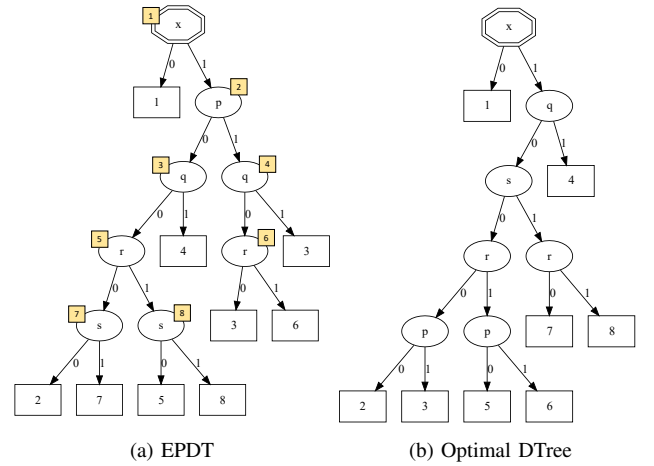 1 x
0 1
1 p 2
0 1
3 q q 4
0 1 0 1
5 r 4 r 6 3
0 1 0 1
7 s s 8 3 6
0 1 0 1
2 7 5 8
(a) EPDT
x
0 1
1 q
0 1
s 4
0 1
r r
0 1 0 1
p p 7 8
0 1 0 1
2 3 5 6
(b) Optimal DTree